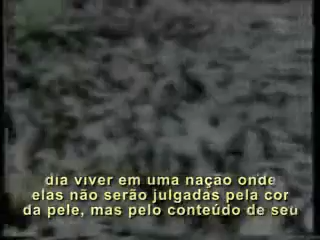 dia viver em uma nação onde
elas não serão julgadas pela cor
da pele, mas pelo conteúdo de seu